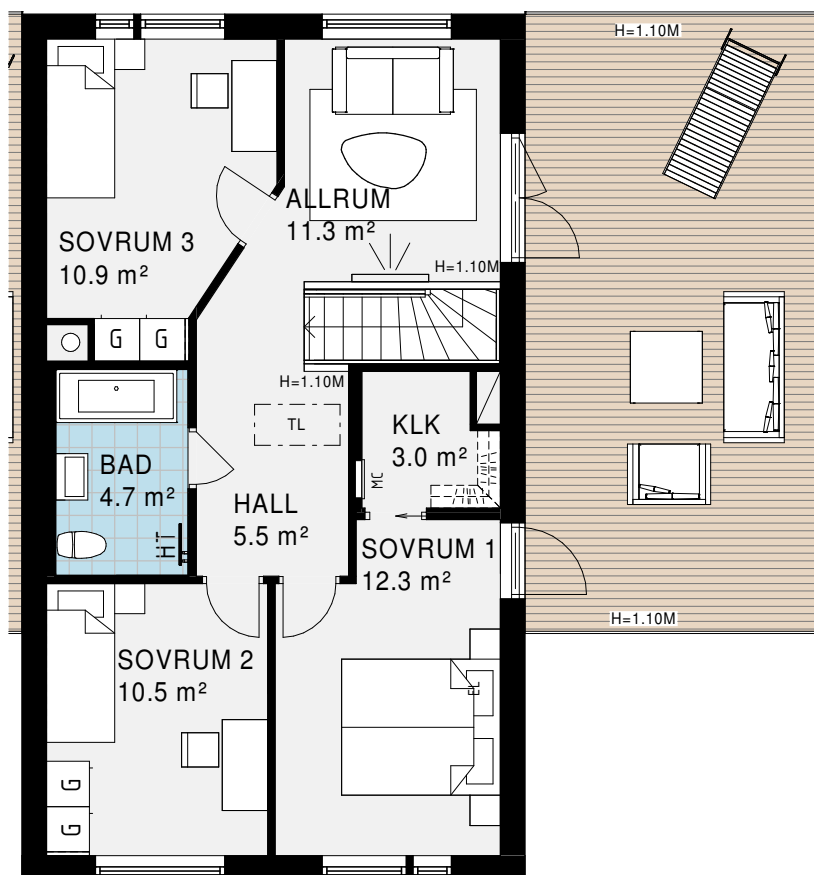 H=1.10M
ALLRUM
11.3 m²
SOVRUM 3
10.9 m²
H=1.10M
G G
H=1.10M
TL
KLK
3.0 m²
MC
BAD
4.7 m²
HALL
5.5 m²
HT
SOVRUM 1
12.3 m²
H=1.10M
SOVRUM 2
10.5 m²
EL
G
G